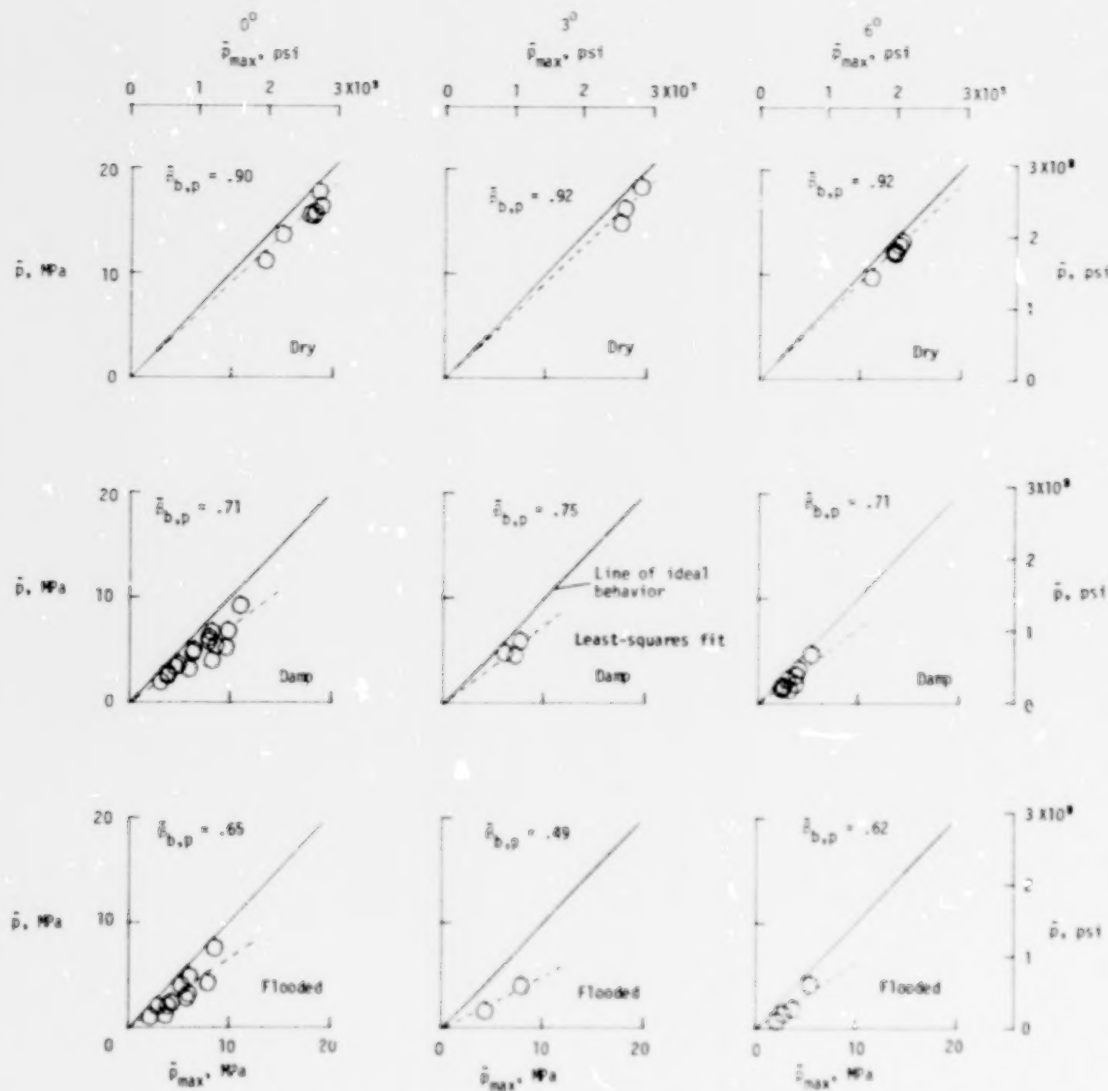 0° 3° 6°
p̄max, psi p̄max, psi p̄max, psi
0 1 2 3X10³ 0 1 2 3X10³ 0 1 2 3X10³
20 3X10³
b,p = .90 b,p = .92 b,p = .92
2
p̄, MPa 10 p̄, psi
1
Dry Dry Dry
0 0
20 3X10³
b,p = .71 b,p = .75 b,p = .71
2
p̄, MPa 10 Line of ideal p̄, psi
behavior
1
Least-squares fit
Damp Damp Damp
0 0
20 3X10³
b,p = .65 b,p = .49 b,p = .62
2
p̄, MPa 10 p̄, psi
1
Flooded Flooded Flooded
0 0
0 10 20 0 10 20 0 10 20
p̄max, MPa p̄max, MPa p̄max, MPa